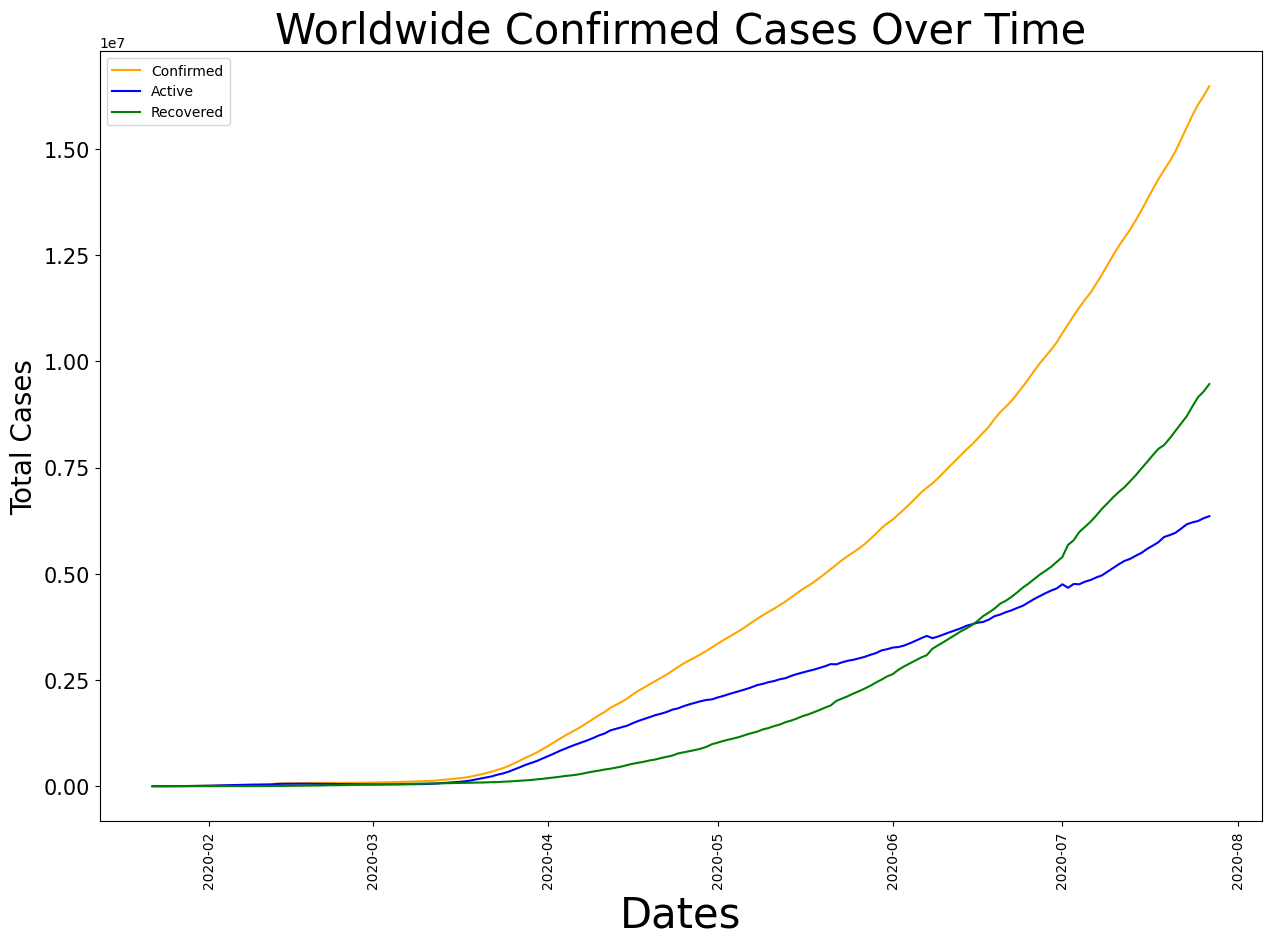 Worldwide Confirmed Cases Over Time
1e7
Confirmed
Active
Recovered
1.50
1.25
1.00
0.75
0.50
0.25
0.00
Total Cases
2020-02
2020-03
2020-04
2020-05
2020-06
2020-07
2020-08
Dates